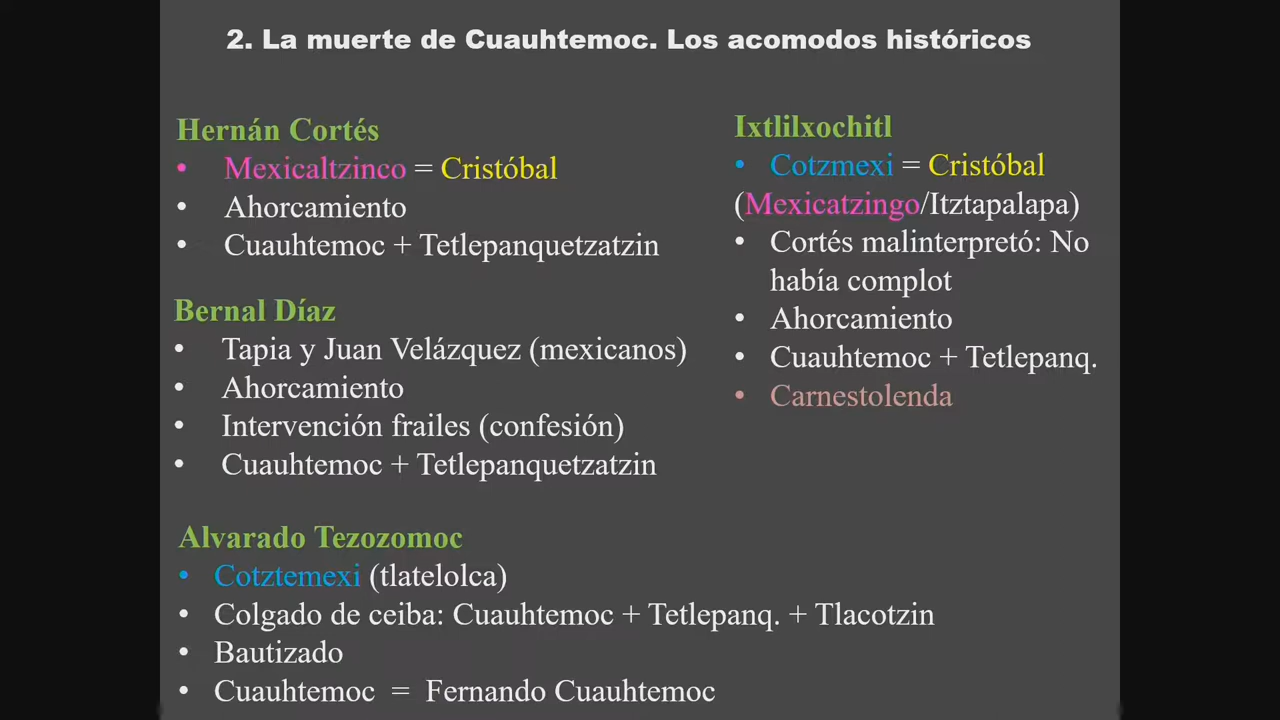 2. La muerte de Cuauhtemoc. Los acomodos históricos
Hernán Cortés
• Mexicaltzinco = Cristóbal
• Ahorcamiento
• Cuauhtemoc + Tetlepanquetzatzin
Bernal Díaz
• Tapia y Juan Velázquez (mexicanos)
• Ahorcamiento
• Intervención frailes (confesión)
• Cuauhtemoc + Tetlepanquetzatzin
Ixtlilxochitl
• Cotzmexi = Cristóbal
(Mexicatzingo/Itztapalapa)
• Cortés malinterpretó: No
había complot
• Ahorcamiento
• Cuauhtemoc + Tetlepanq.
• Carnestolenda
Alvarado Tezozomoc
• Cotztemexi (tlatelolca)
• Colgado de ceiba: Cuauhtemoc + Tetlepanq. + Tlacotzin
• Bautizado
• Cuauhtemoc = Fernando Cuauhtemoc